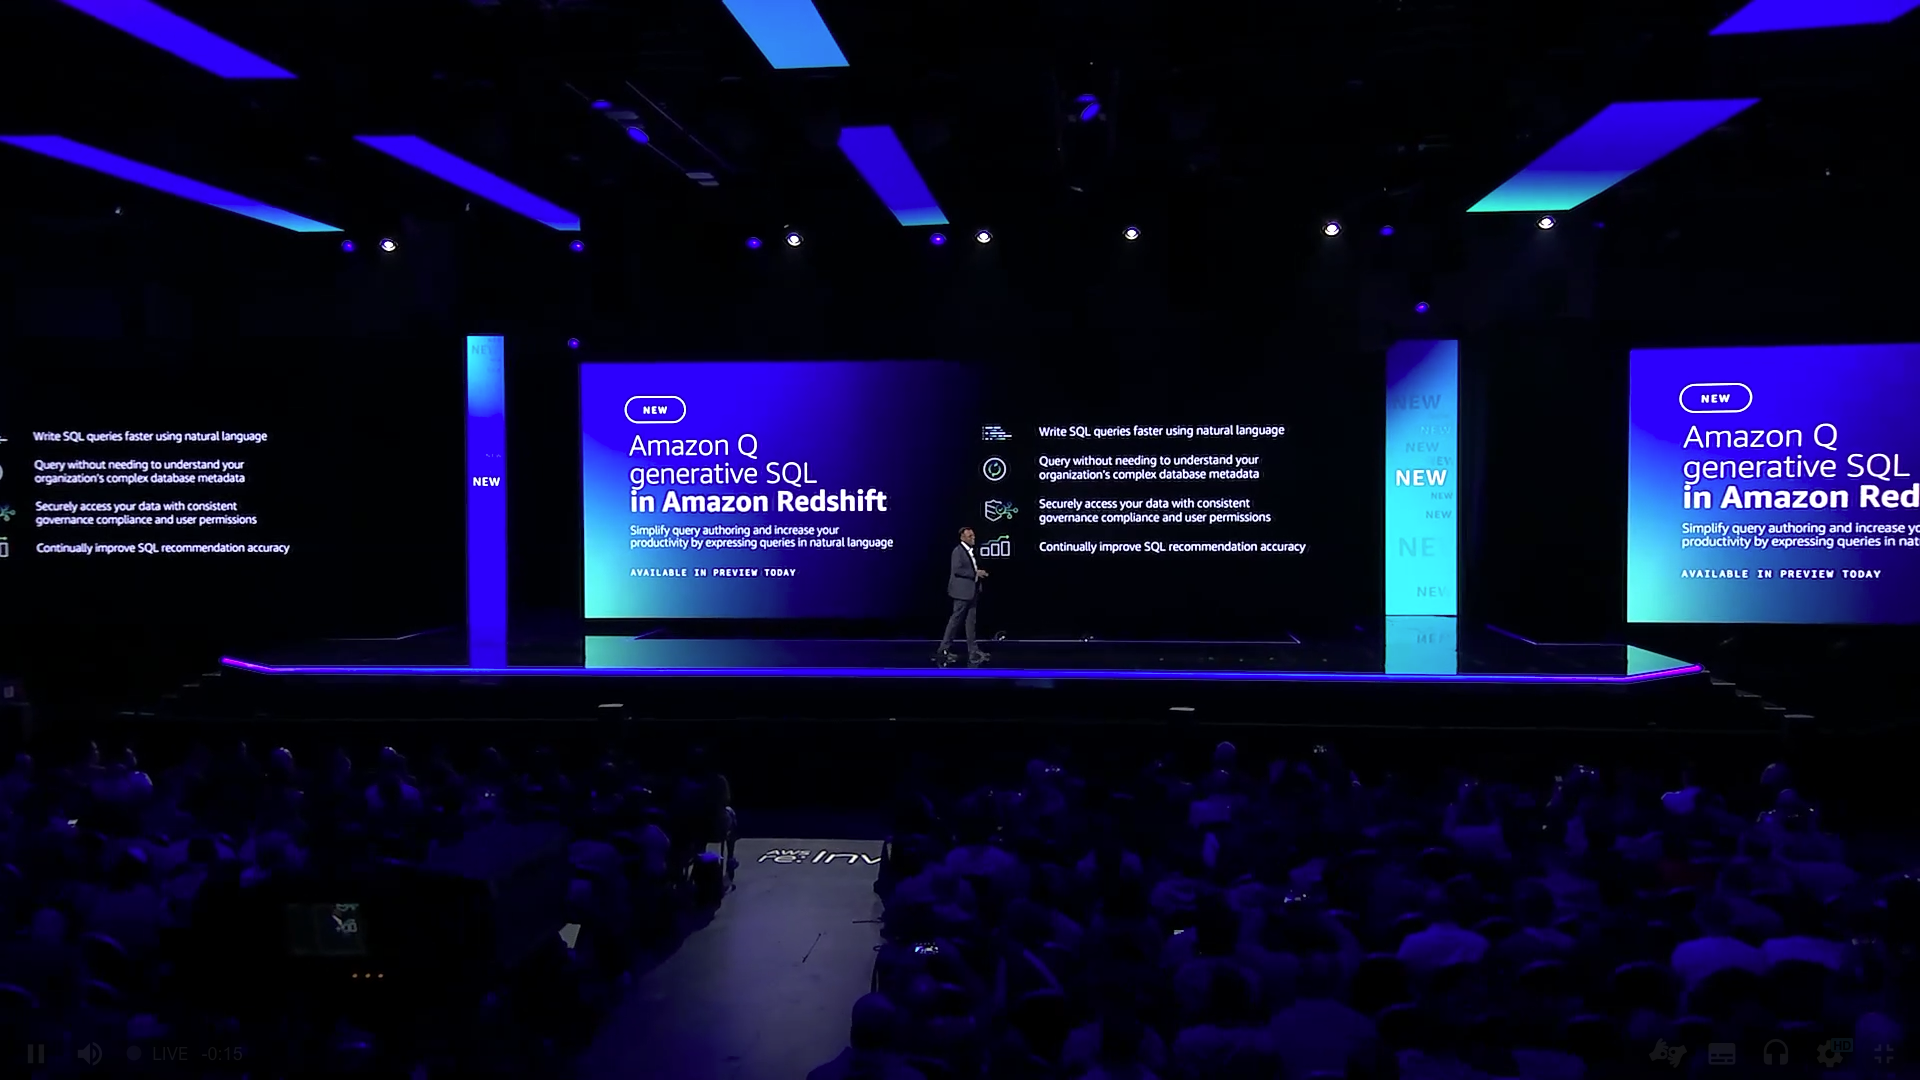 Write SQL queries faster using natural language
Query without needing to understand your
organization's complex database metadata
Securely access your data with consistent
governance compliance and user permissions
Continually improve SQL recommendation accuracy
NEW
NEW
NEW
Amazon Q
generative SQL
in Amazon Redshift
Simplify query authoring and increase your
productivity by expressing queries in natural language
AVAILABLE IN PREVIEW TODAY
Write SQL queries faster using natural language
Query without needing to understand your
organization's complex database metadata
Securely access your data with consistent
governance compliance and user permissions
Continually improve SQL recommendation accuracy
NEW
NEW
NEW
NEW
NEW
NEW
NE
NEW
NEW
Amazon Q
generative SQL
in Amazon Red
Simplify query authoring and increase yo
productivity by expressing queries in nat
AVAILABLE IN PREVIEW TODAY
AWS
re:Inv
LIVE -0:15
HD